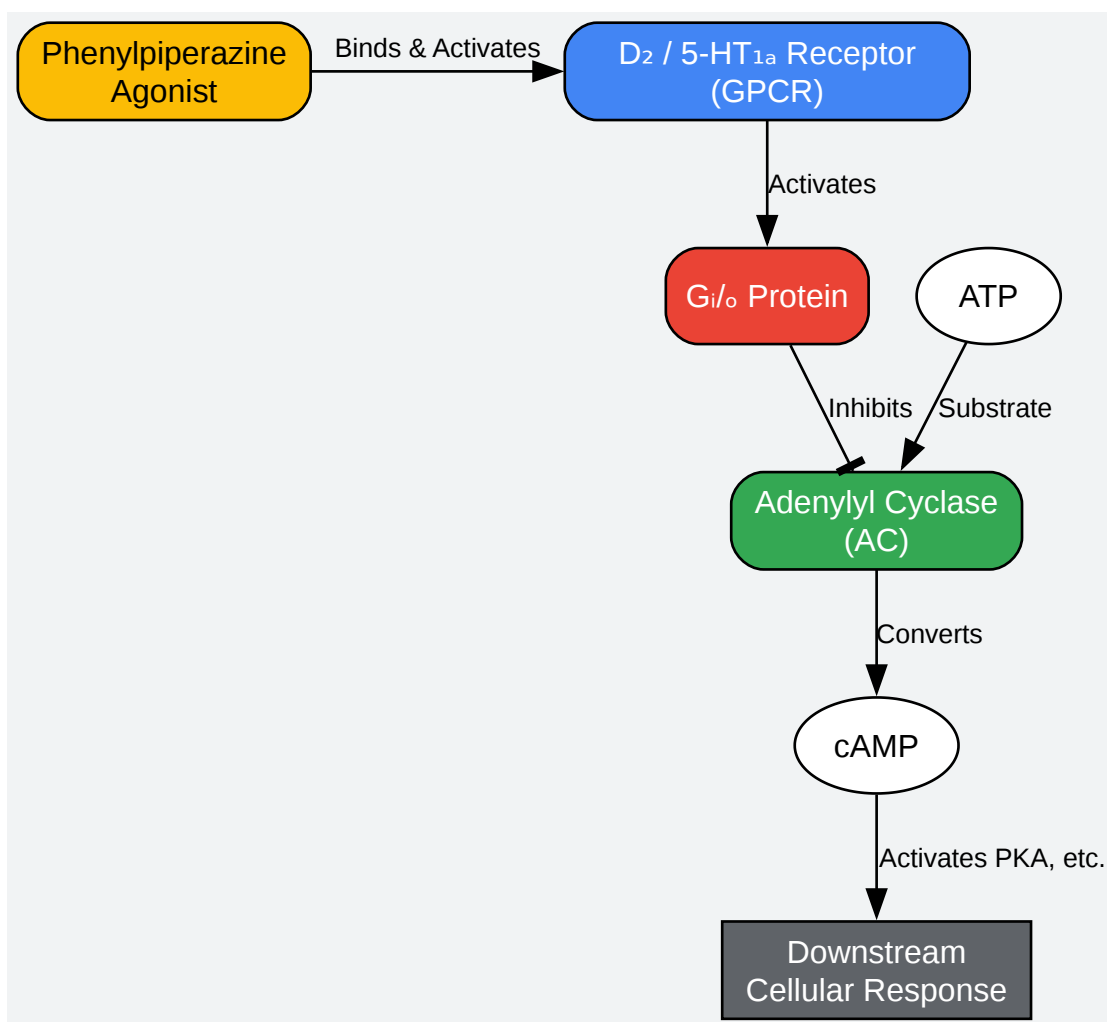 Phenylpiperazine
Agonist
Binds & Activates
D₂ / 5-HT₁ₐ Receptor
(GPCR)
Activates
Gᵢ/ₒ Protein
ATP
Inhibits
Substrate
Adenylyl Cyclase
(AC)
Converts
cAMP
Activates PKA, etc.
Downstream
Cellular Response